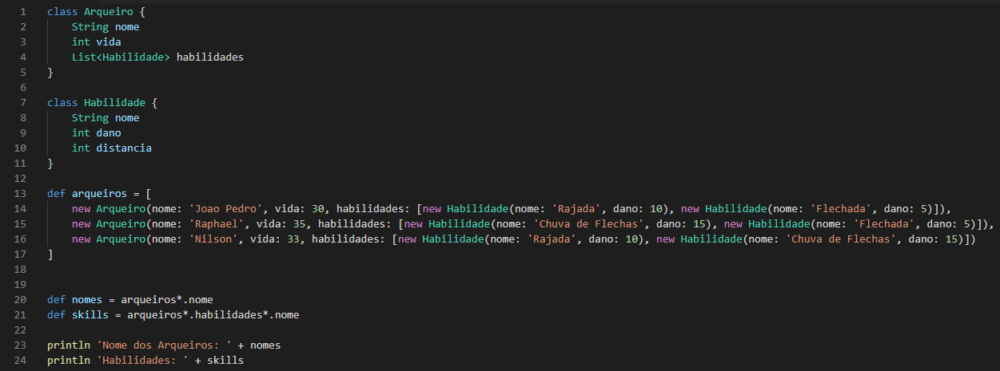 1 class Arqueiro {
2     String nome
3     int vida
4     List<Habilidade> habilidades
5 }
6
7 class Habilidade {
8     String nome
9     int dano
10     int distancia
11 }
12
13 def arqueiros = [
14     new Arqueiro(nome: 'Joao Pedro', vida: 30, habilidades: [new Habilidade(nome: 'Rajada', dano: 10), new Habilidade(nome: 'Flechada', dano: 5)]),
15     new Arqueiro(nome: 'Raphael', vida: 35, habilidades: [new Habilidade(nome: 'Chuva de Flechas', dano: 15), new Habilidade(nome: 'Flechada', dano: 5)]),
16     new Arqueiro(nome: 'Nilson', vida: 33, habilidades: [new Habilidade(nome: 'Rajada', dano: 10), new Habilidade(nome: 'Chuva de Flechas', dano: 15)])
17 ]
18
19
20 def nomes = arqueiros*.nome
21 def skills = arqueiros*.habilidades*.nome
22
23 println 'Nome dos Arqueiros: ' + nomes
24 println 'Habilidades: ' + skills